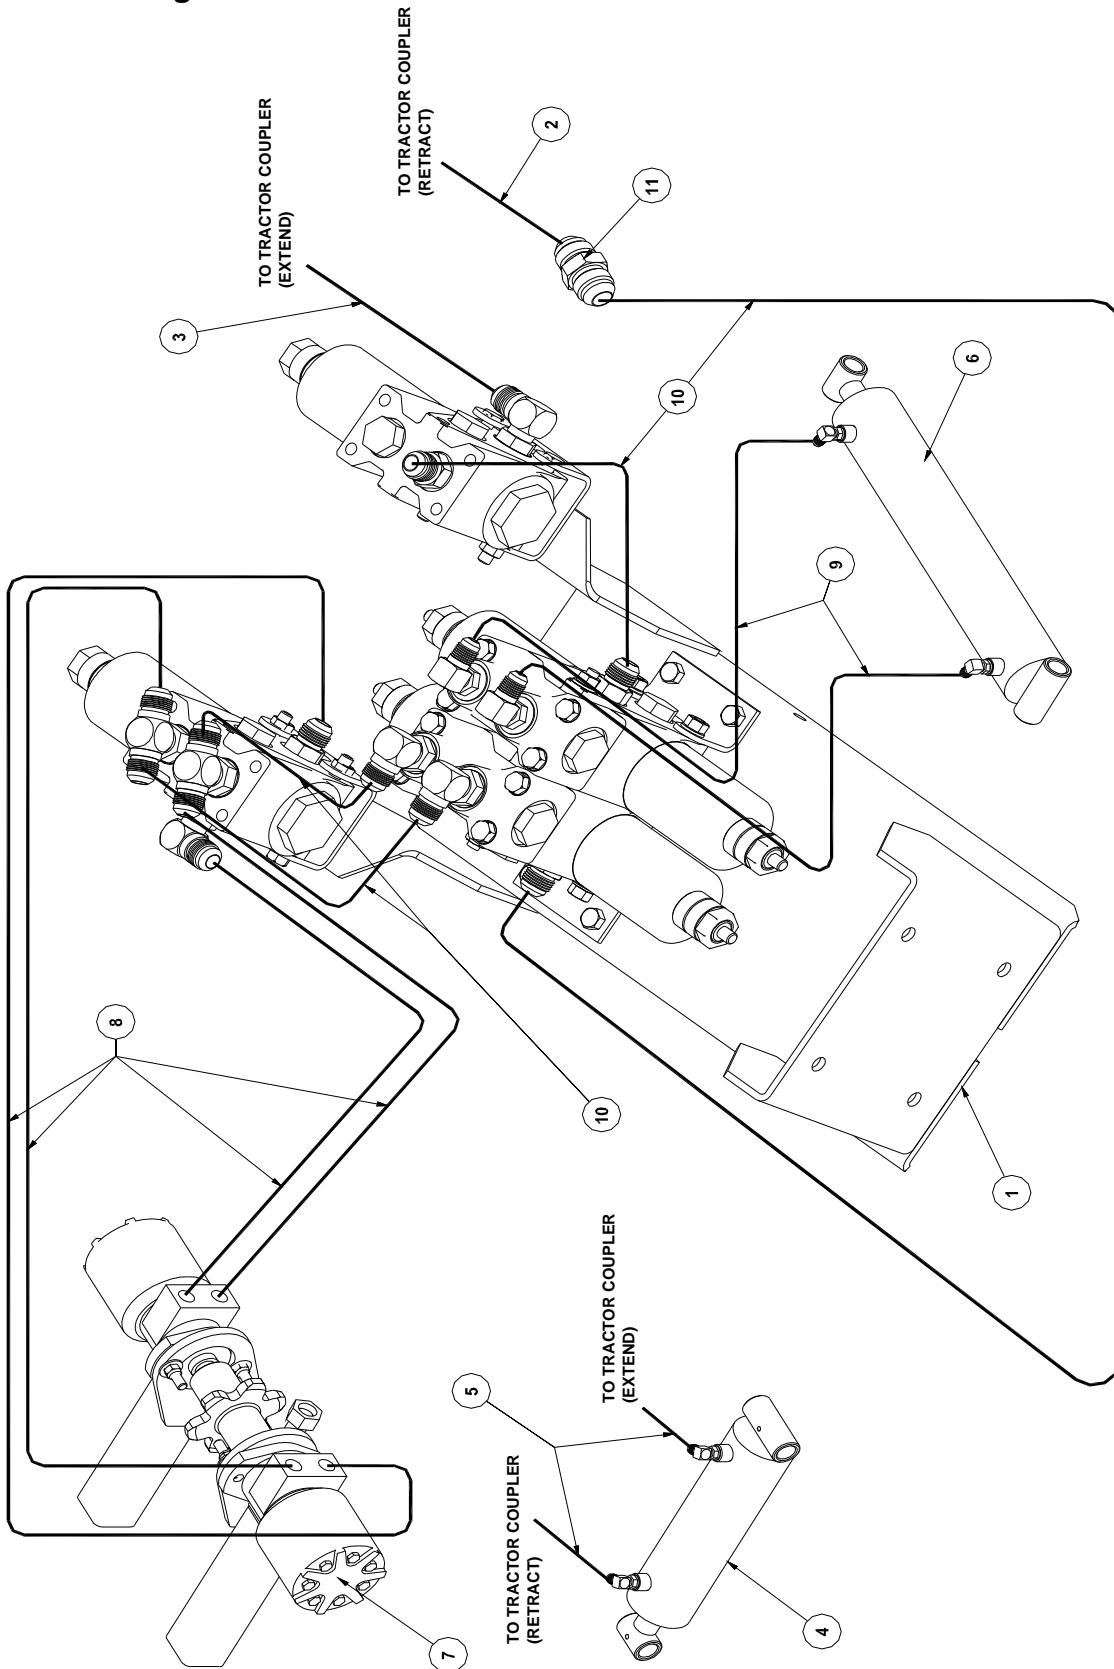 g
TO TRACTOR COUPLER
(RETRACT)
TO TRACTOR COUPLER
(EXTEND)
2
11
3
10
6
9
8
10
1
TO TRACTOR COUPLER
(EXTEND)
5
TO TRACTOR COUPLER
(RETRACT)
4
7